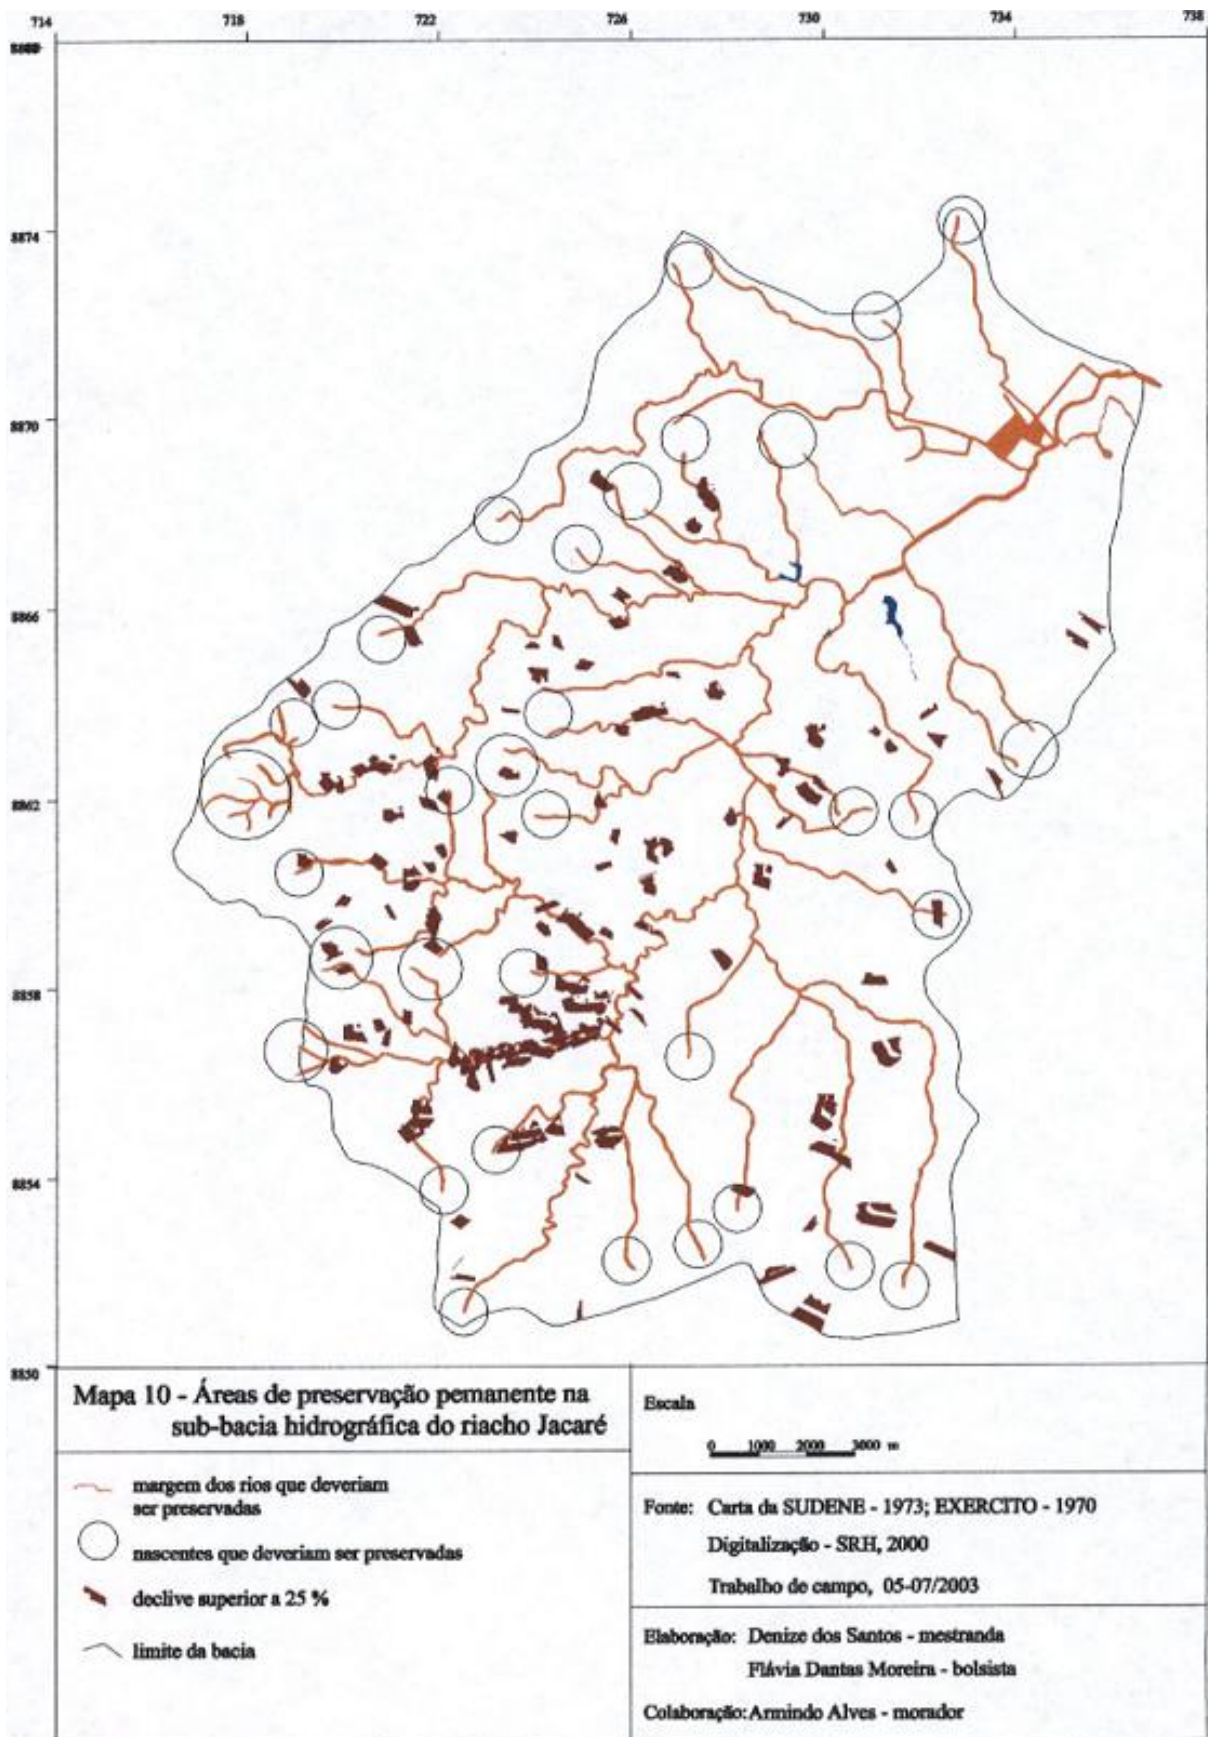 714 718 722 726 730 734 738
8874
8870
8866
8862
8858
8854
8850
Mapa 10 - Áreas de preservação pemanente na
sub-bacia hidrográfica do riacho Jacaré
margem dos rios que deveriam
ser preservadas
nascentes que deveriam ser preservadas
declive superior a 25 %
limite da bacia
Escala
0 1000 2000 3000 m
Fonte: Carta da SUDENE - 1973; EXERCITO - 1970
Digitalização - SRH, 2000
Trabalho de campo, 05-07/2003
Elaboração: Denize dos Santos - mestranda
Flávia Dantas Moreira - bolsista
Colaboração: Armindo Alves - morador